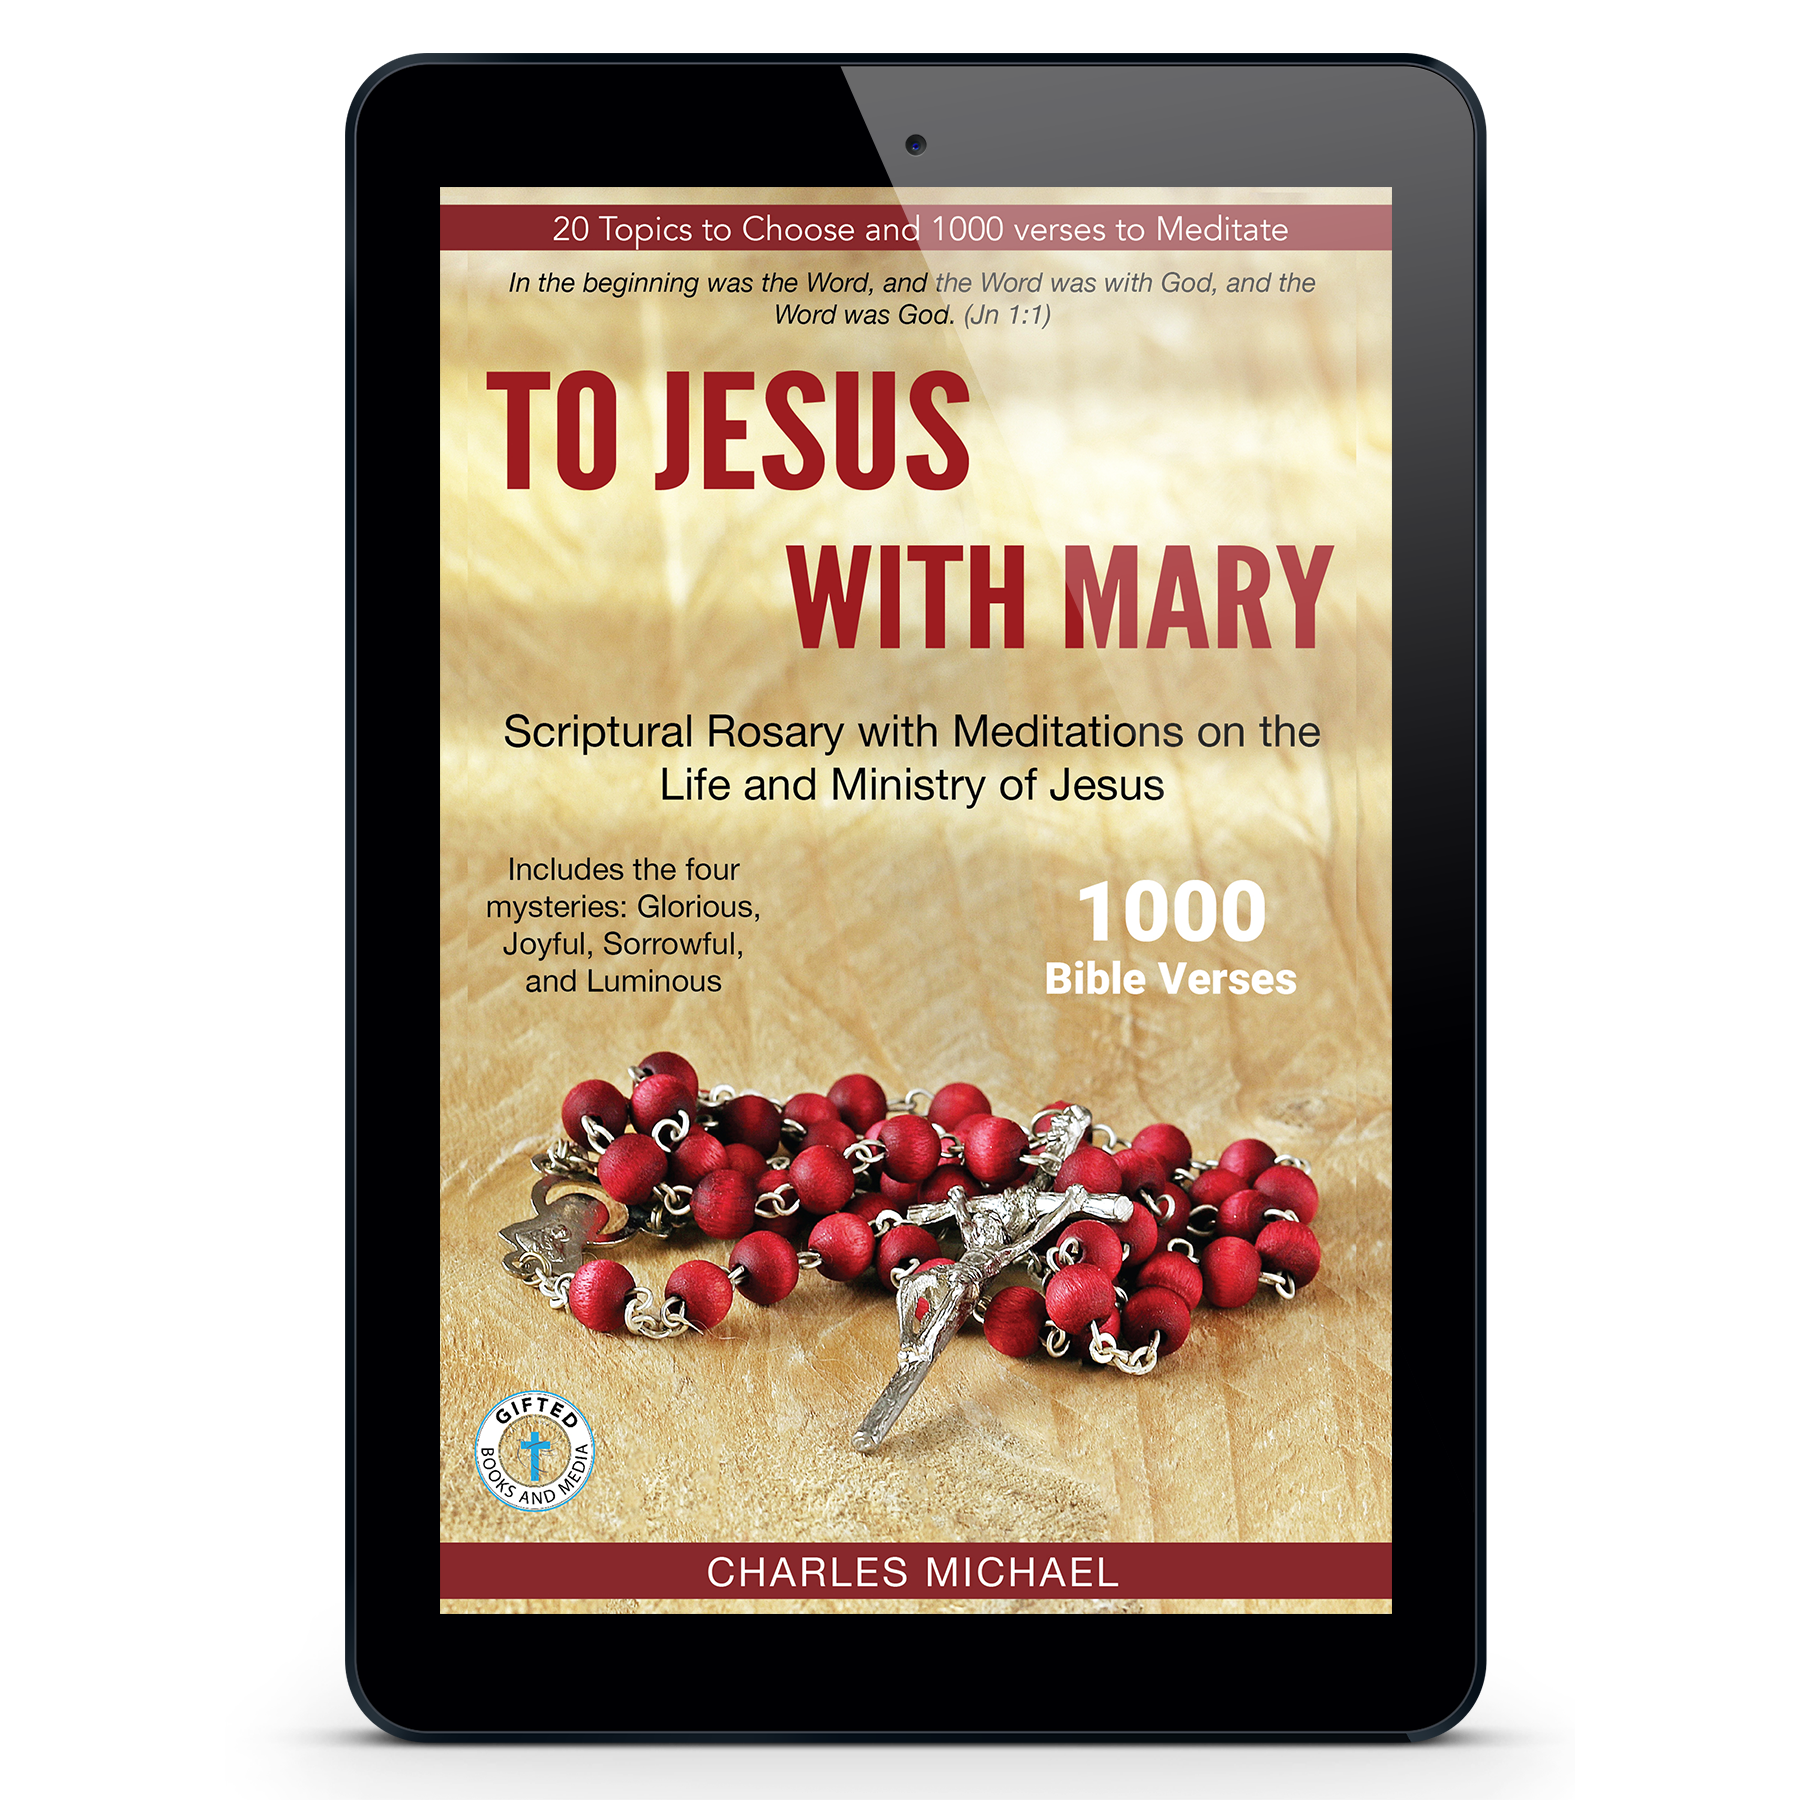 20 Topics to Choose and 1000 verses to Meditate
In the beginning was the Word, and the Word was with God, and the
Word was God. (Jn 1:1)
TO JESUS
WITH MARY
Scriptural Rosary with Meditations on the
Life and Ministry of Jesus
Includes the four
mysteries: Glorious,
Joyful, Sorrowful,
and Luminous
1000
Bible Verses
GIFTED
BOOKS AND MEDIA
CHARLES MICHAEL